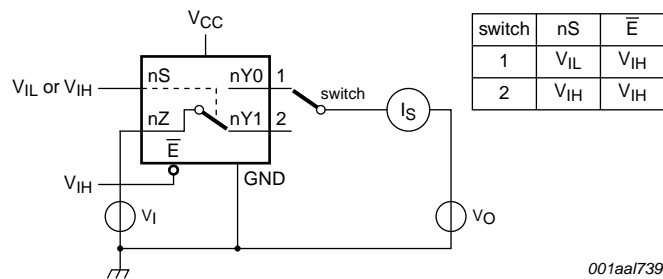 VCC
switch nS E̅
1 VIL VIH
2 VIH VIH
VIL or VIH
nS nY0 1
switch
IS
nZ nY1 2
E̅
VIH
GND
VI
VO
001aal739